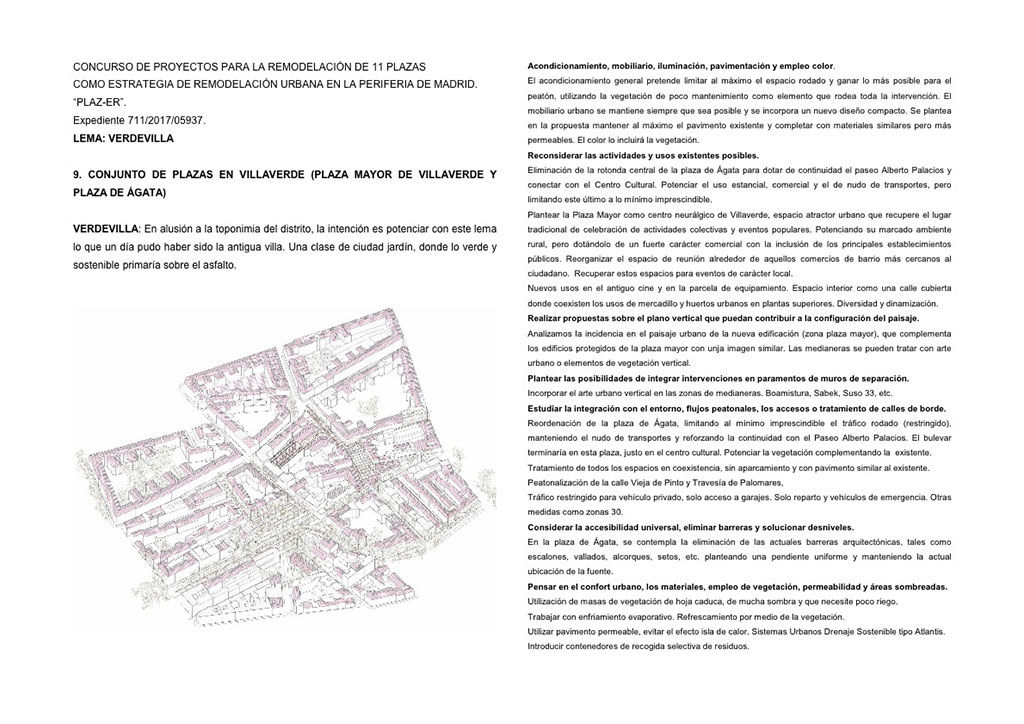 CONCURSO DE PROYECTOS PARA LA REMODELACIÓN DE 11 PLAZAS
COMO ESTRATEGIA DE REMODELACIÓN URBANA EN LA PERIFERIA DE MADRID.
“PLAZ-ER”.
Expediente 711/2017/05937.
LEMA: VERDEVILLA
9. CONJUNTO DE PLAZAS EN VILLAVERDE (PLAZA MAYOR DE VILLAVERDE Y
PLAZA DE ÁGATA)
VERDEVILLA: En alusión a la toponimia del distrito, la intención es potenciar con este lema
lo que un día pudo haber sido la antigua villa. Una clase de ciudad jardín, donde lo verde y
sostenible primaría sobre el asfalto.
Acondicionamiento, mobiliario, iluminación, pavimentación y empleo color.
El acondicionamiento general pretende limitar al máximo el espacio rodado y ganar lo más posible para el
peatón, utilizando la vegetación de poco mantenimiento como elemento que rodea toda la intervención. El
mobiliario urbano se mantiene siempre que sea posible y se incorpora un nuevo diseño compacto. Se plantea
en la propuesta mantener al máximo el pavimento existente y completar con materiales similares pero más
permeables. El color lo incluirá la vegetación.
Reconsiderar las actividades y usos existentes posibles.
Eliminación de la rotonda central de la plaza de Ágata para dotar de continuidad el paseo Alberto Palacios y
conectar con el Centro Cultural. Potenciar el uso estancial, comercial y el de nudo de transportes, pero
limitando este último a lo mínimo imprescindible.
Plantear la Plaza Mayor como centro neurálgico de Villaverde, espacio atractor urbano que recupere el lugar
tradicional de celebración de actividades colectivas y eventos populares. Potenciando su marcado ambiente
rural, pero dotándolo de un fuerte carácter comercial con la inclusión de los principales establecimientos
públicos. Reorganizar el espacio de reunión alrededor de aquellos comercios de barrio más cercanos al
ciudadano. Recuperar estos espacios para eventos de carácter local.
Nuevos usos en el antiguo cine y en la parcela de equipamiento. Espacio interior como una calle cubierta
donde coexisten los usos de mercadillo y huertos urbanos en plantas superiores. Diversidad y dinamización.
Realizar propuestas sobre el plano vertical que puedan contribuir a la configuración del paisaje.
Analizamos la incidencia en el paisaje urbano de la nueva edificación (zona plaza mayor), que complementa
los edificios protegidos de la plaza mayor con unja imagen similar. Las medianeras se pueden tratar con arte
urbano o elementos de vegetación vertical.
Plantear las posibilidades de integrar intervenciones en paramentos de muros de separación.
Incorporar el arte urbano vertical en las zonas de medianeras. Boamistura, Sabek, Suso 33, etc.
Estudiar la integración con el entorno, flujos peatonales, los accesos o tratamiento de calles de borde.
Reordenación de la plaza de Ágata, limitando al mínimo imprescindible el tráfico rodado (restringido),
manteniendo el nudo de transportes y reforzando la continuidad con el Paseo Alberto Palacios. El bulevar
terminaría en esta plaza, justo en el centro cultural. Potenciar la vegetación complementando la existente.
Tratamiento de todos los espacios en coexistencia, sin aparcamiento y con pavimento similar al existente.
Peatonalización de la calle Vieja de Pinto y Travesía de Palomares,
Tráfico restringido para vehículo privado, solo acceso a garajes. Solo reparto y vehículos de emergencia. Otras
medidas como zonas 30.
Considerar la accesibilidad universal, eliminar barreras y solucionar desniveles.
En la plaza de Ágata, se contempla la eliminación de las actuales barreras arquitectónicas, tales como
escalones, vallados, alcorques, setos, etc. planteando una pendiente uniforme y manteniendo la actual
ubicación de la fuente.
Pensar en el confort urbano, los materiales, empleo de vegetación, permeabilidad y áreas sombreadas.
Utilización de masas de vegetación de hoja caduca, de mucha sombra y que necesite poco riego.
Trabajar con enfriamiento evaporativo. Refrescamiento por medio de la vegetación.
Utilizar pavimento permeable, evitar el efecto isla de calor. Sistemas Urbanos Drenaje Sostenible tipo Atlantis.
Introducir contenedores de recogida selectiva de residuos.